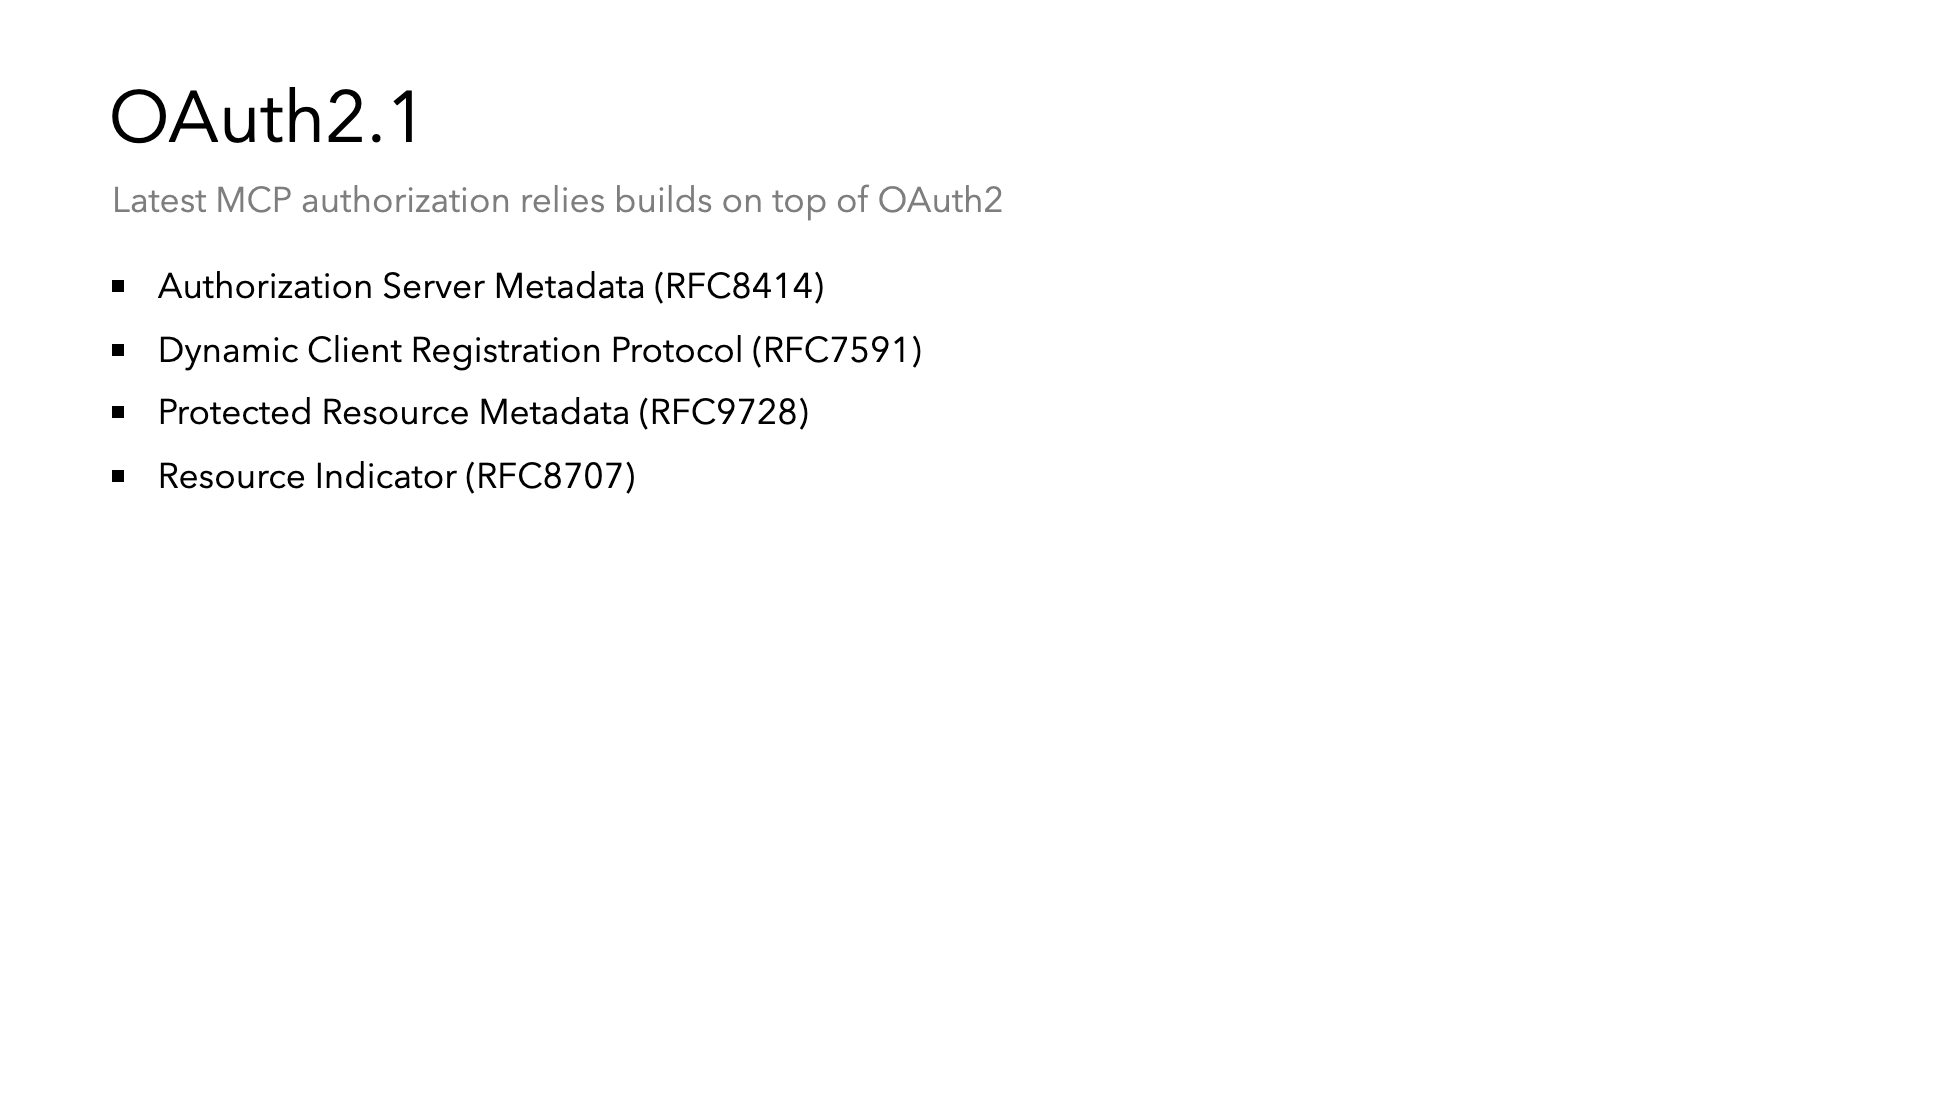 OAuth2.1
Latest MCP authorization relies builds on top of OAuth2
▪ Authorization Server Metadata (RFC8414)
▪ Dynamic Client Registration Protocol (RFC7591)
▪ Protected Resource Metadata (RFC9728)
▪ Resource Indicator (RFC8707)